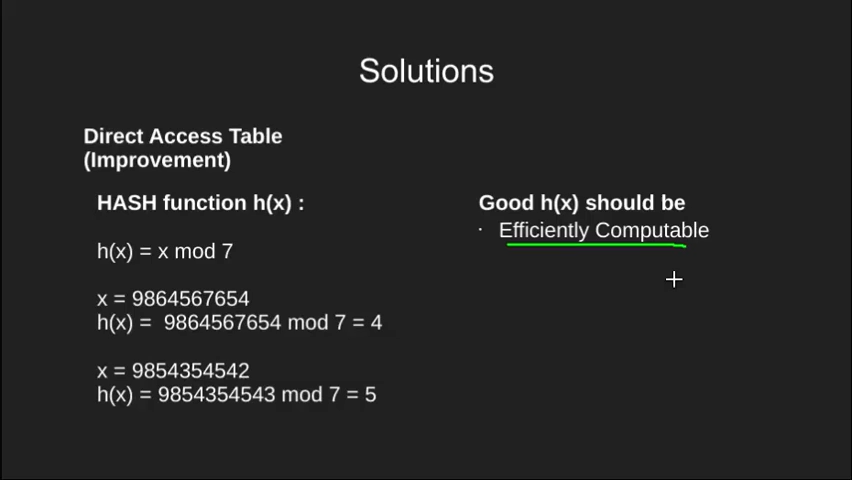 Solutions
Direct Access Table
(Improvement)
HASH function h(x) :
h(x) = x mod 7
x = 9864567654
h(x) =  9864567654 mod 7 = 4
x = 9854354542
h(x) = 9854354543 mod 7 = 5
Good h(x) should be
· Efficiently Computable